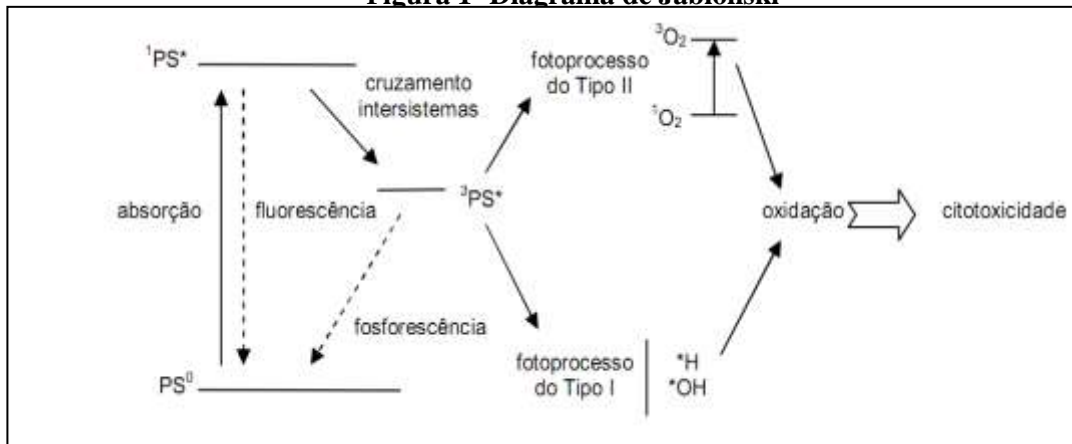 Figura 1- Diagrama de Jablonski
¹PS*
cruzamento
intersistemas
fotoprocesso
do Tipo II
³O₂
¹O₂
absorção
fluorescência
³PS*
oxidação
citotoxicidade
fosforescência
fotoprocesso
do Tipo I
*H
*OH
PS⁰